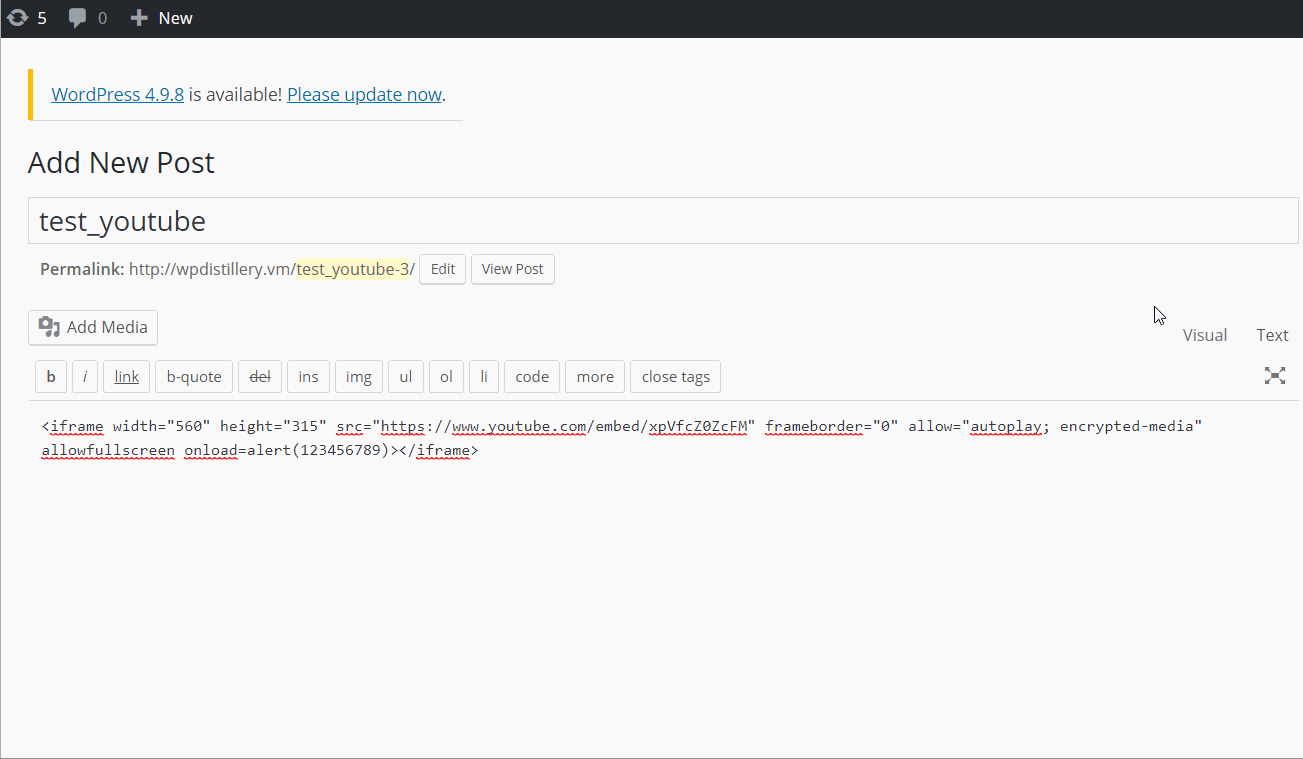 5 0 New
WordPress 4.9.8 is available! Please update now.
Add New Post
test_youtube
Permalink: http://wpdistillery.vm/test_youtube-3/ Edit View Post
Add Media
Visual Text
b i link b-quote del ins img ul ol li code more close tags
<iframe width="560" height="315" src="https://www.youtube.com/embed/xpVfcZ0ZcFM" frameborder="0" allow="autoplay; encrypted-media"
allowfullscreen onload=alert(123456789)></iframe>